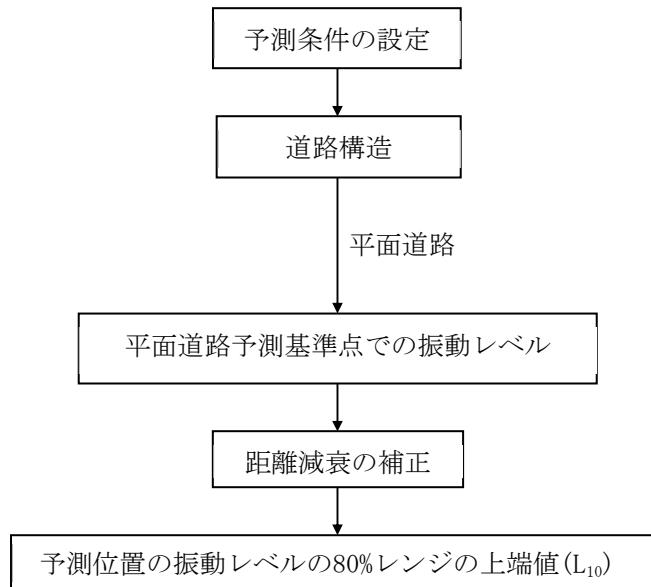 予測条件の設定
道路構造
平面道路
平面道路予測基準点での振動レベル
距離減衰の補正
予測位置の振動レベルの80%レンジの上端値(L₁₀)